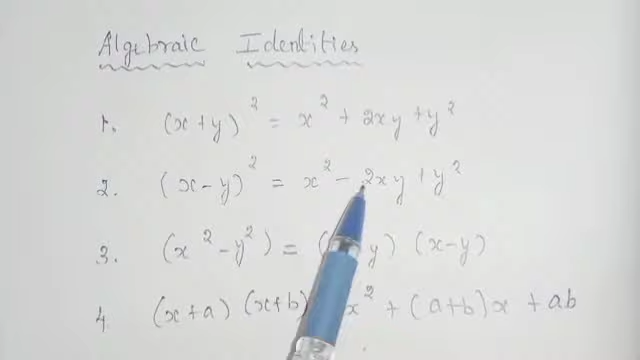 Algebraic Identities
1. (x+y)² = x² + 2xy + y²
2. (x-y)² = x² - 2xy + y²
3. (x² - y²) = ( y) (x-y)
4. (x+a) (x+b) x² + (a+b)x + ab